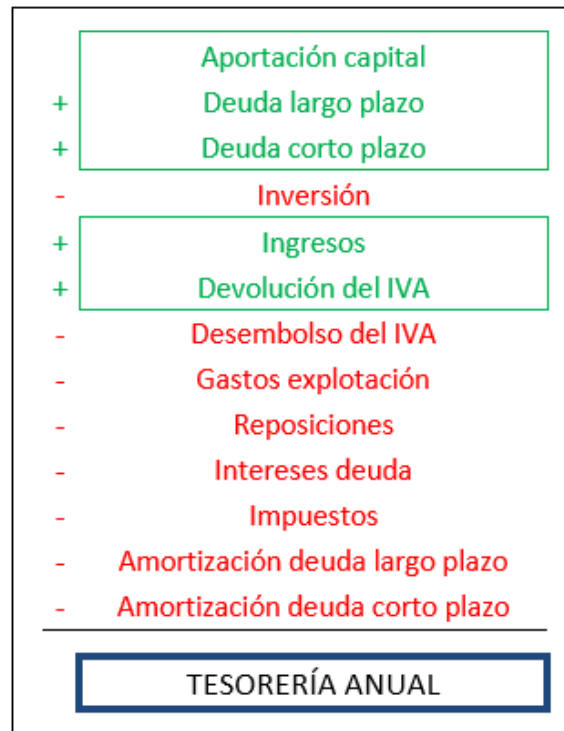 Aportación capital
+ Deuda largo plazo
+ Deuda corto plazo
- Inversión
+ Ingresos
+ Devolución del IVA
- Desembolso del IVA
- Gastos explotación
- Reposiciones
- Intereses deuda
- Impuestos
- Amortización deuda largo plazo
- Amortización deuda corto plazo
TESORERÍA ANUAL